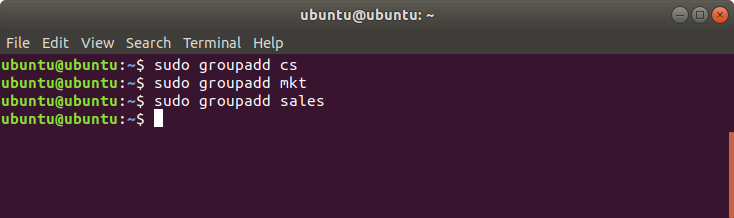 ubuntu@ubuntu: ~
File Edit View Search Terminal Help
ubuntu@ubuntu:~$ sudo groupadd cs
ubuntu@ubuntu:~$ sudo groupadd mkt
ubuntu@ubuntu:~$ sudo groupadd sales
ubuntu@ubuntu:~$